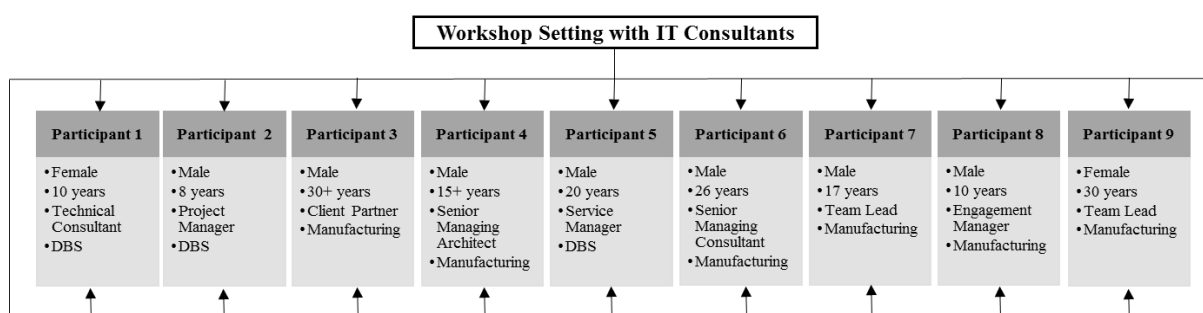 Workshop Setting with IT Consultants
Participant 1
• Female
• 10 years
• Technical
Consultant
• DBS
Participant 2
• Male
• 8 years
• Project
Manager
• DBS
Participant 3
• Male
• 30+ years
• Client Partner
• Manufacturing
Participant 4
• Male
• 15+ years
• Senior
Managing
Architect
• Manufacturing
Participant 5
• Male
• 20 years
• Service
Manager
• DBS
Participant 6
• Male
• 26 years
• Senior
Managing
Consultant
• Manufacturing
Participant 7
• Male
• 17 years
• Team Lead
• Manufacturing
Participant 8
• Male
• 10 years
• Engagement
Manager
• Manufacturing
Participant 9
• Female
• 30 years
• Team Lead
• Manufacturing